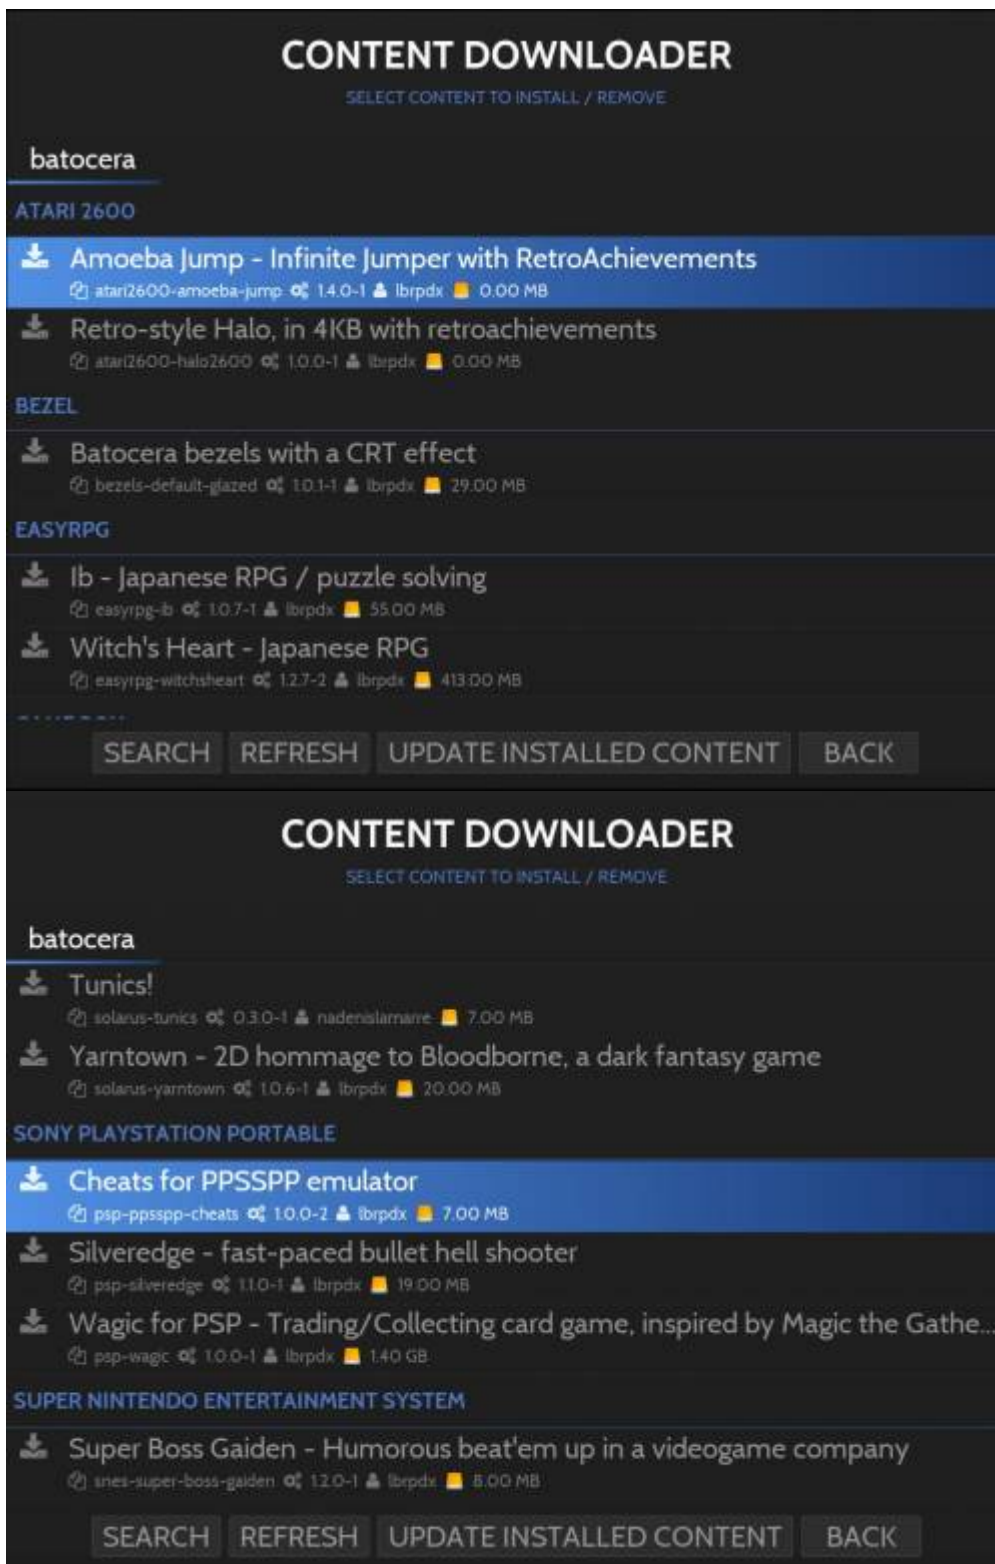 CONTENT DOWNLOADER
SELECT CONTENT TO INSTALL / REMOVE
batocera
ATARI 2600
Amoeba Jump - Infinite Jumper with RetroAchievements
atari2600-amoeba-jump 1.4.0-1 lbrpdx 0.00 MB
Retro-style Halo, in 4KB with retroachievements
atari2600-halo2600 1.0.0-1 lbrpdx 0.00 MB
BEZEL
Batocera bezels with a CRT effect
bezels-default-glazed 1.0.1-1 lbrpdx 29.00 MB
EASYRPG
Ib - Japanese RPG / puzzle solving
easyrpg-ib 1.0.7-1 lbrpdx 55.00 MB
Witch's Heart - Japanese RPG
easyrpg-witchsheart 1.2.7-2 lbrpdx 413.00 MB
SEARCH REFRESH UPDATE INSTALLED CONTENT BACK
CONTENT DOWNLOADER
SELECT CONTENT TO INSTALL / REMOVE
batocera
Tunics!
solarus-tunics 0.3.0-1 nadenislamarre 7.00 MB
Yarntown - 2D hommage to Bloodborne, a dark fantasy game
solarus-yarntown 1.0.6-1 lbrpdx 20.00 MB
SONY PLAYSTATION PORTABLE
Cheats for PPSSPP emulator
psp-ppsspp-cheats 1.0.0-2 lbrpdx 7.00 MB
Silveredge - fast-paced bullet hell shooter
psp-silveredge 1.1.0-1 lbrpdx 19.00 MB
Wagic for PSP - Trading/Collecting card game, inspired by Magic the Gathe...
psp-wagic 1.0.0-1 lbrpdx 1.40 GB
SUPER NINTENDO ENTERTAINMENT SYSTEM
Super Boss Gaiden - Humorous beat'em up in a videogame company
snes-super-boss-gaiden 1.2.0-1 lbrpdx 8.00 MB
SEARCH REFRESH UPDATE INSTALLED CONTENT BACK